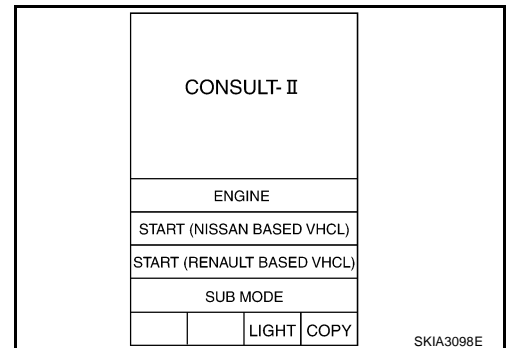 CONSULT-II
ENGINE
START (NISSAN BASED VHCL)
START (RENAULT BASED VHCL)
SUB MODE
LIGHT COPY
SKIA3098E